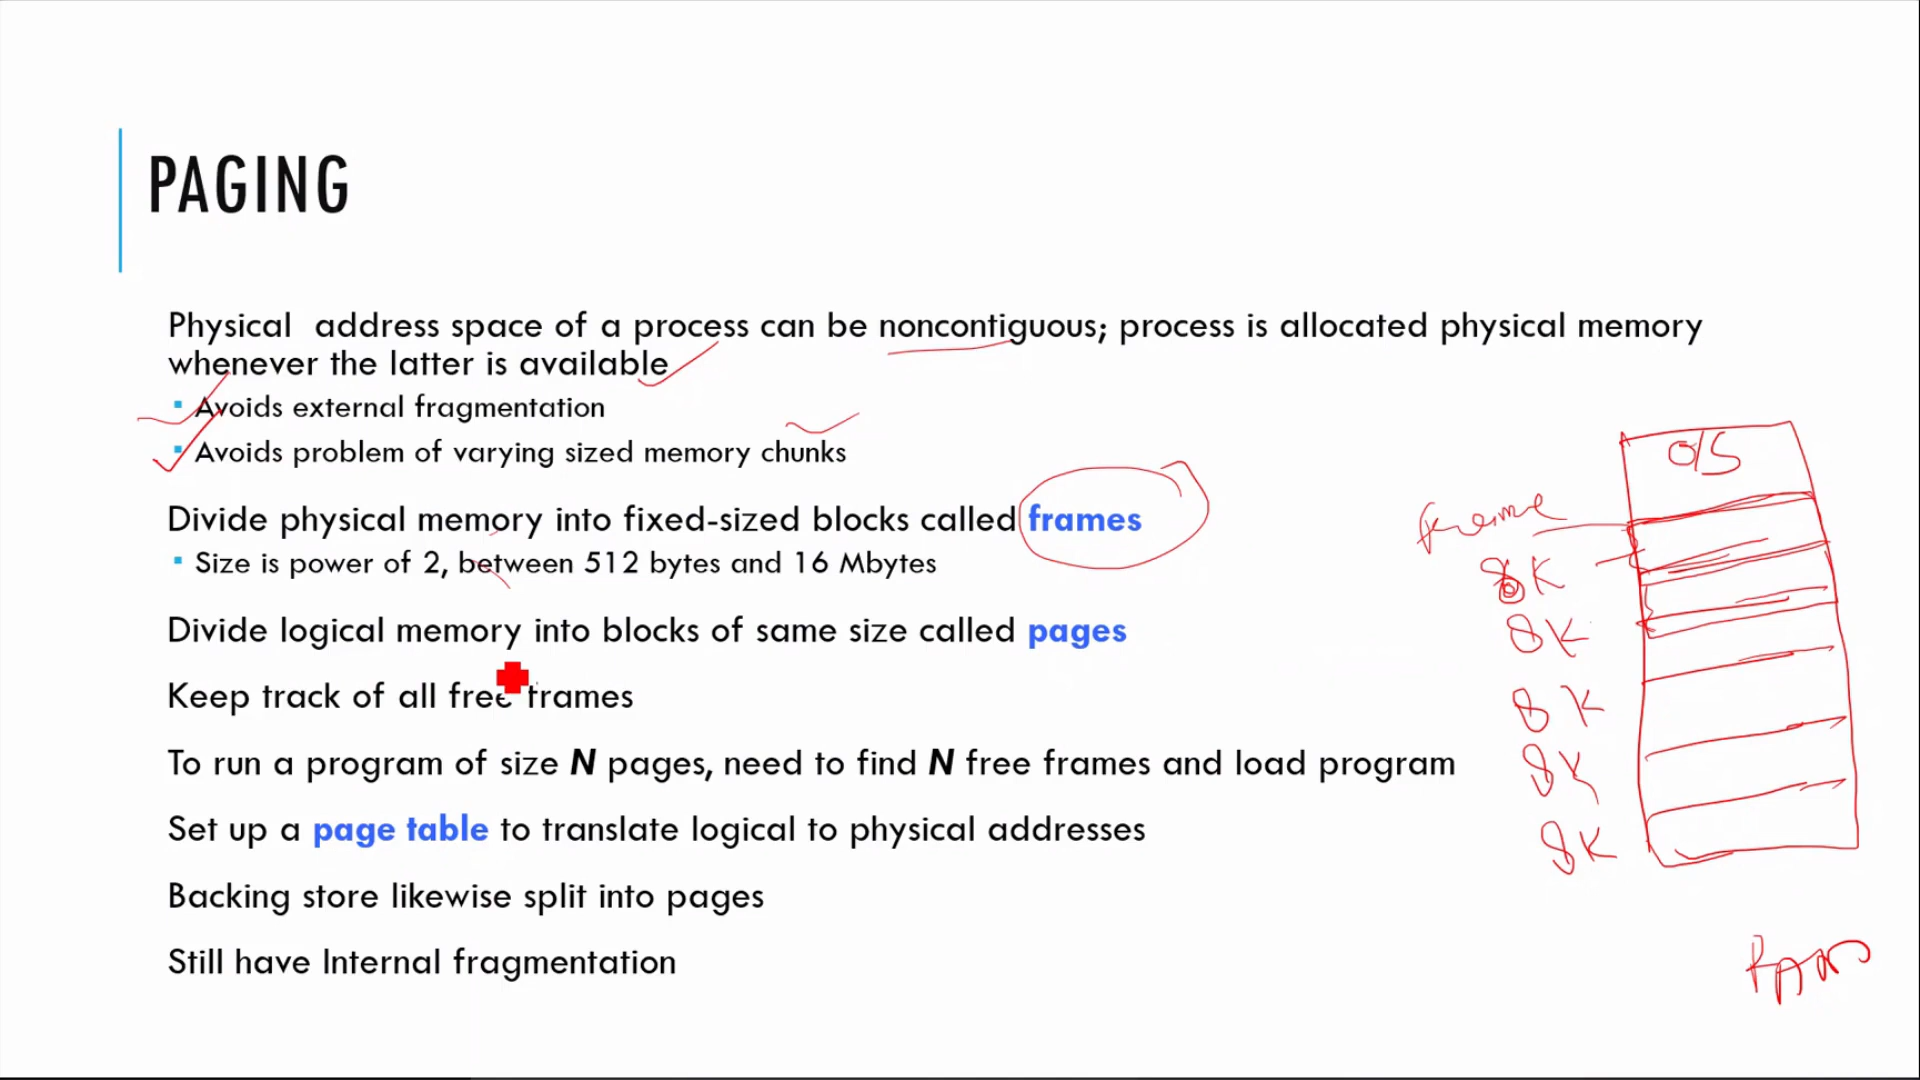 PAGING
Physical address space of a process can be noncontiguous; process is allocated physical memory
whenever the latter is available
Avoids external fragmentation
Avoids problem of varying sized memory chunks
Divide physical memory into fixed-sized blocks called frames
Size is power of 2, between 512 bytes and 16 Mbytes
Divide logical memory into blocks of same size called pages
Keep track of all free frames
To run a program of size N pages, need to find N free frames and load program
Set up a page table to translate logical to physical addresses
Backing store likewise split into pages
Still have Internal fragmentation
O/S
frame
8K
8K
8K
8K
8K
RAM